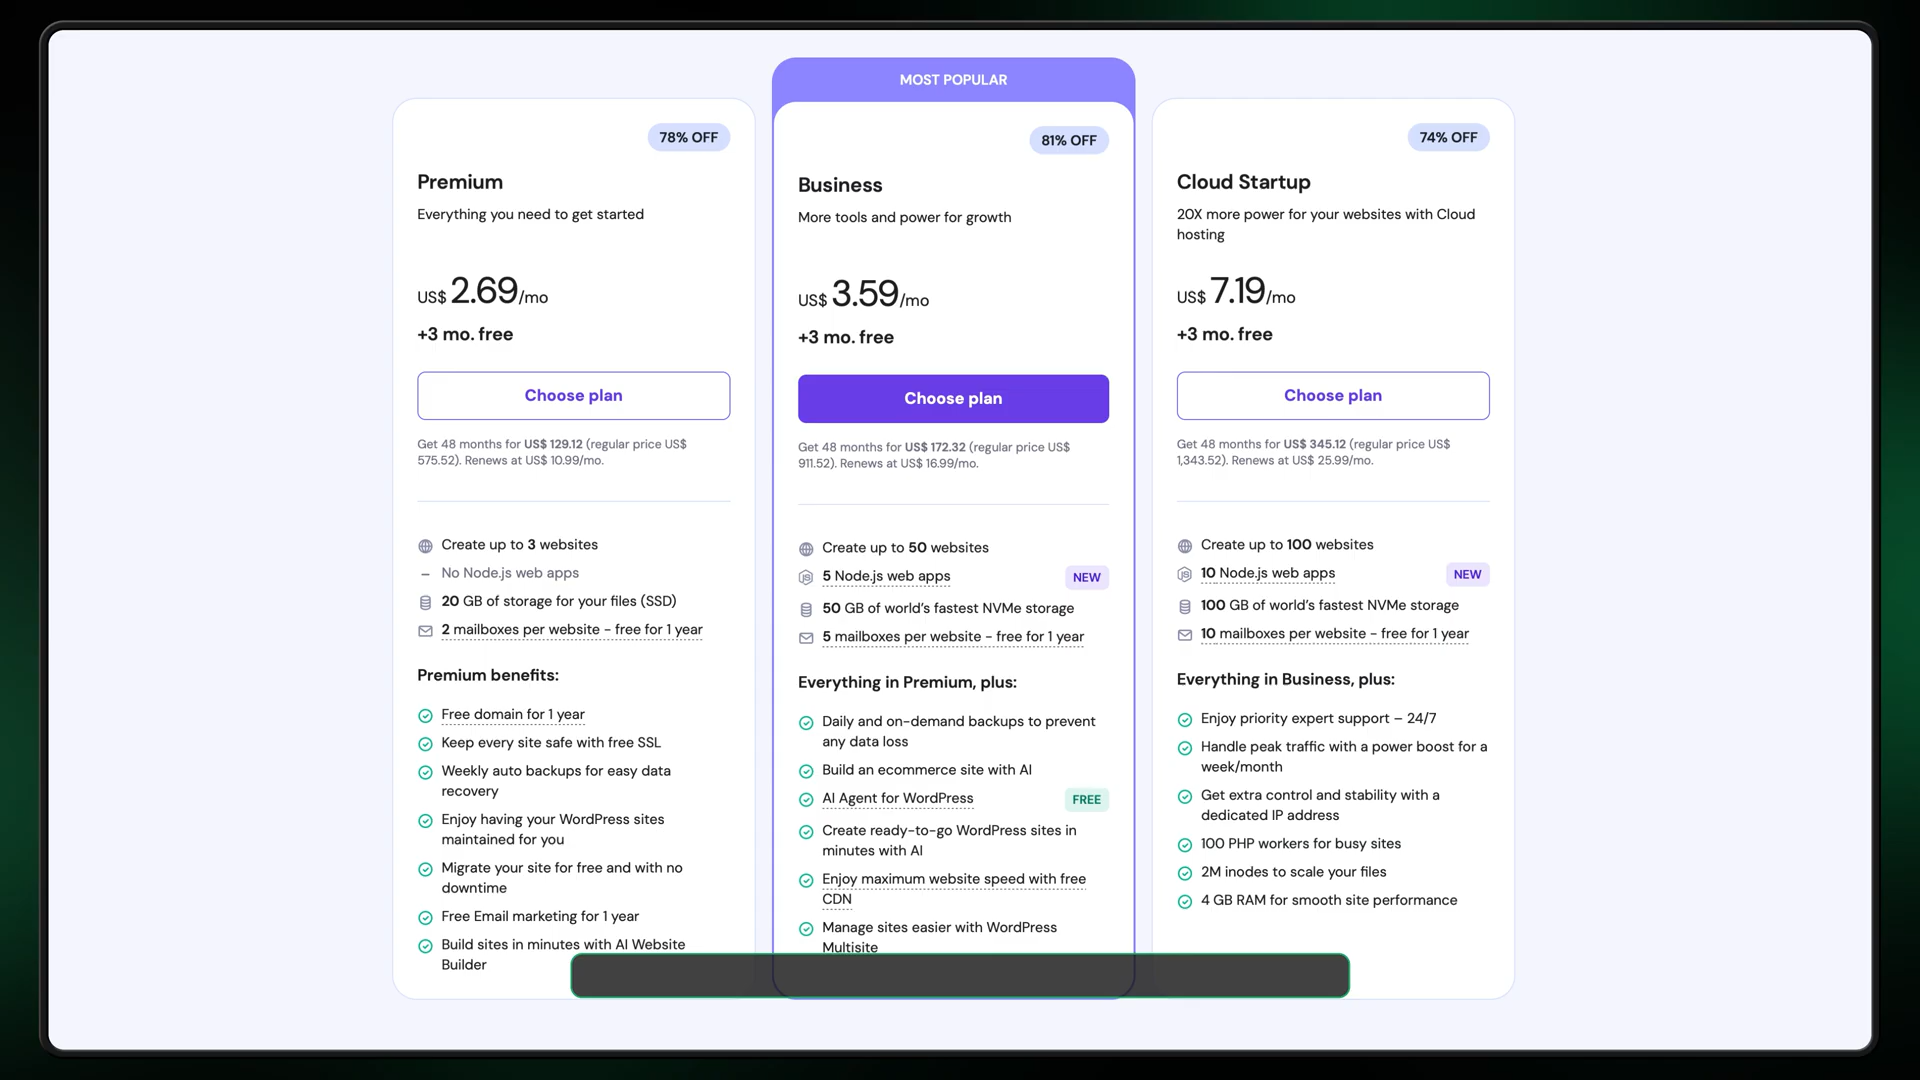 78% OFF
Premium
Everything you need to get started
US$ 2.69/mo
+3 mo. free
Choose plan
Get 48 months for US$ 129.12 (regular price US$
575.52). Renews at US$ 10.99/mo.
Create up to 3 websites
– No Node.js web apps
20 GB of storage for your files (SSD)
2 mailboxes per website - free for 1 year
Premium benefits:
Free domain for 1 year
Keep every site safe with free SSL
Weekly auto backups for easy data
recovery
Enjoy having your WordPress sites
maintained for you
Migrate your site for free and with no
downtime
Free Email marketing for 1 year
Build sites in minutes with AI Website
Builder
MOST POPULAR
81% OFF
Business
More tools and power for growth
US$ 3.59/mo
+3 mo. free
Choose plan
Get 48 months for US$ 172.32 (regular price US$
911.52). Renews at US$ 16.99/mo.
Create up to 50 websites
5 Node.js web apps NEW
50 GB of world's fastest NVMe storage
5 mailboxes per website - free for 1 year
Everything in Premium, plus:
Daily and on-demand backups to prevent
any data loss
Build an ecommerce site with AI
AI Agent for WordPress FREE
Create ready-to-go WordPress sites in
minutes with AI
Enjoy maximum website speed with free
CDN
Manage sites easier with WordPress
Multisite
74% OFF
Cloud Startup
20X more power for your websites with Cloud
hosting
US$ 7.19/mo
+3 mo. free
Choose plan
Get 48 months for US$ 345.12 (regular price US$
1,343.52). Renews at US$ 25.99/mo.
Create up to 100 websites
10 Node.js web apps NEW
100 GB of world's fastest NVMe storage
10 mailboxes per website - free for 1 year
Everything in Business, plus:
Enjoy priority expert support – 24/7
Handle peak traffic with a power boost for a
week/month
Get extra control and stability with a
dedicated IP address
100 PHP workers for busy sites
2M inodes to scale your files
4 GB RAM for smooth site performance